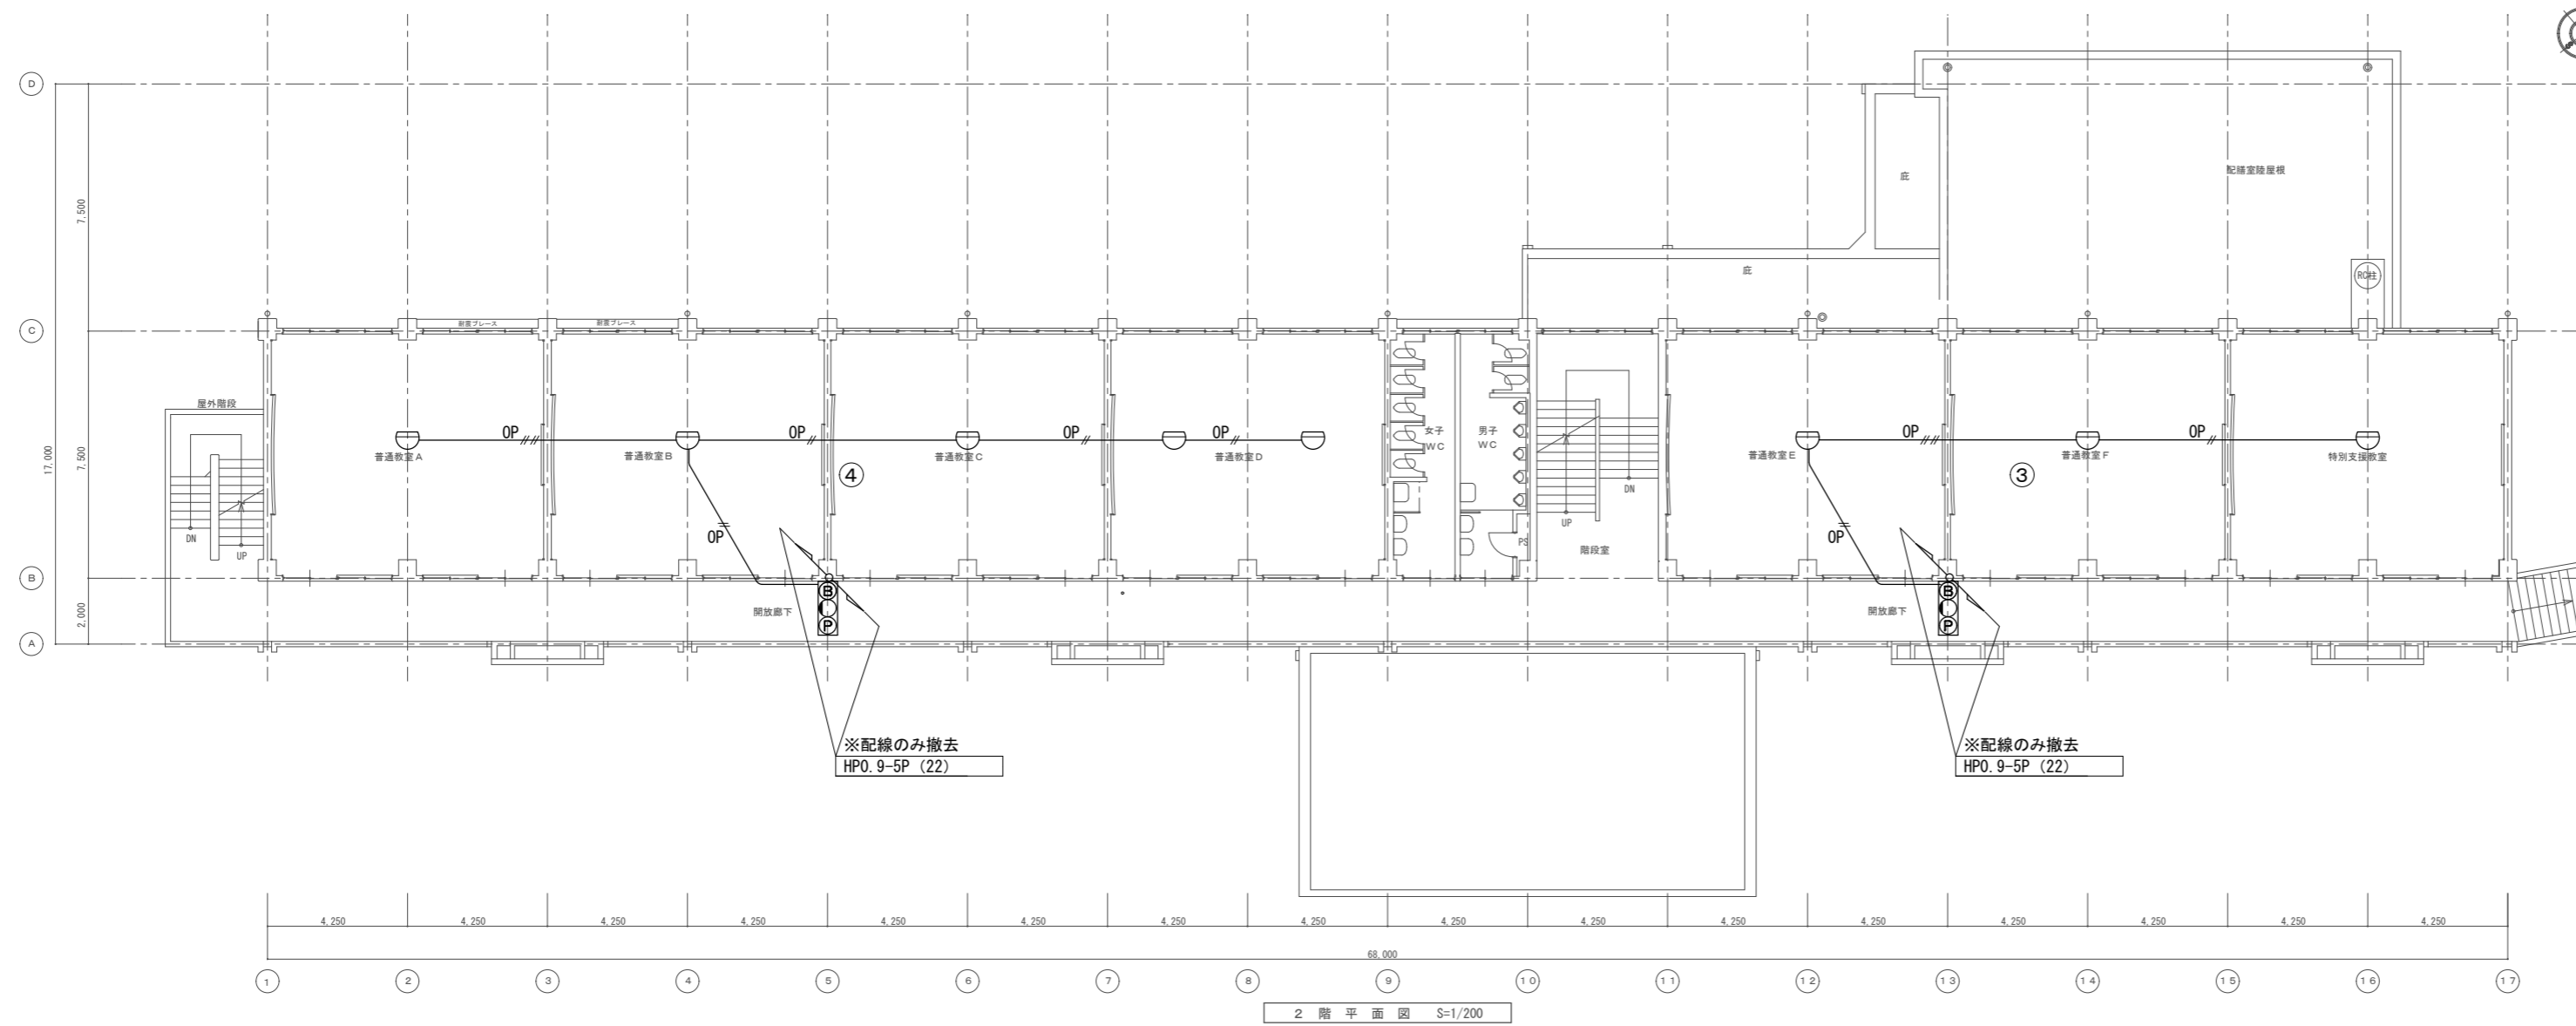 D
7,500
庇
配膳室陸屋根
庇
RC柱
C
耐震ブレース
耐震ブレース
屋外階段
17,000
7,500
OP
OP
OP
OP
OP
OP
普通教室A
普通教室B
普通教室C
普通教室D
女子
WC
男子
WC
普通教室E
普通教室F
特別支援教室
④
③
DN
UP
OP
UP
DN
PS
階段室
OP
B
2,000
開放廊下
B
P
開放廊下
B
P
A
※配線のみ撤去
HP0.9-5P (22)
※配線のみ撤去
HP0.9-5P (22)
4,250 4,250 4,250 4,250 4,250 4,250 4,250 4,250 4,250 4,250 4,250 4,250 4,250 4,250 4,250 4,250
68,000
1 2 3 4 5 6 7 8 9 10 11 12 13 14 15 16 17
2 階 平 面 図 S=1/200